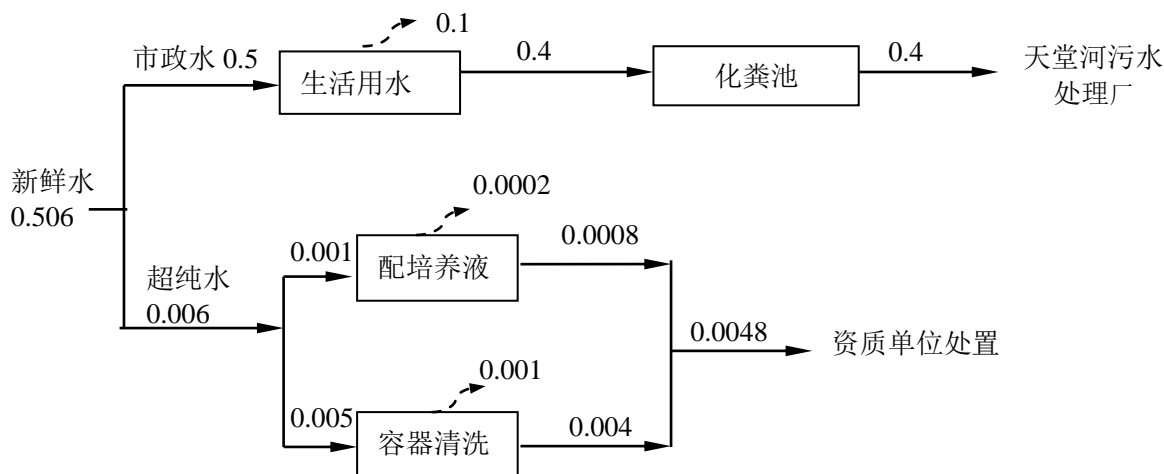 0.1
市政水 0.5
生活用水
0.4
化粪池
0.4
天堂河污水
处理厂
新鲜水
0.506
0.0002
0.001
配培养液
0.0008
超纯水
0.006
0.0048
资质单位处置
0.001
0.005
容器清洗
0.004